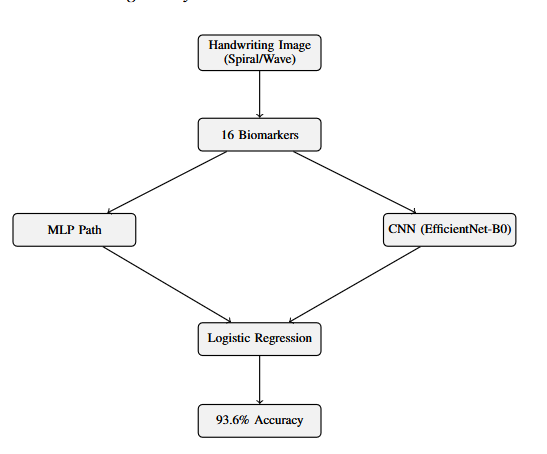 Handwriting Image
(Spiral/Wave)
16 Biomarkers
MLP Path
CNN (EfficientNet-B0)
Logistic Regression
93.6% Accuracy